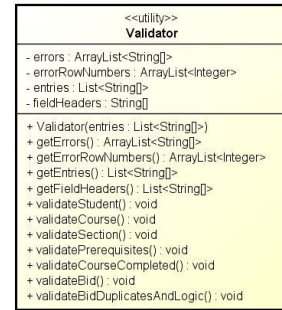 <<utility>>
Validator
- errors : ArrayList<String[]>
- errorRowNumbers : ArrayList<Integer>
- entries : List<String[]>
- fieldHeaders : String[]
+ Validator(entries : List<String[]>)
+ getErrors() : ArrayList<String[]>
+ getErrorRowNumbers() : ArrayList<Integer>
+ getEntries() : List<String[]>
+ getFieldHeaders() : List<String[]>
+ validateStudent() : void
+ validateCourse() : void
+ validateSection() : void
+ validatePrerequisites() : void
+ validateCourseCompleted() : void
+ validateBid() : void
+ validateBidDuplicatesAndLogic() : void